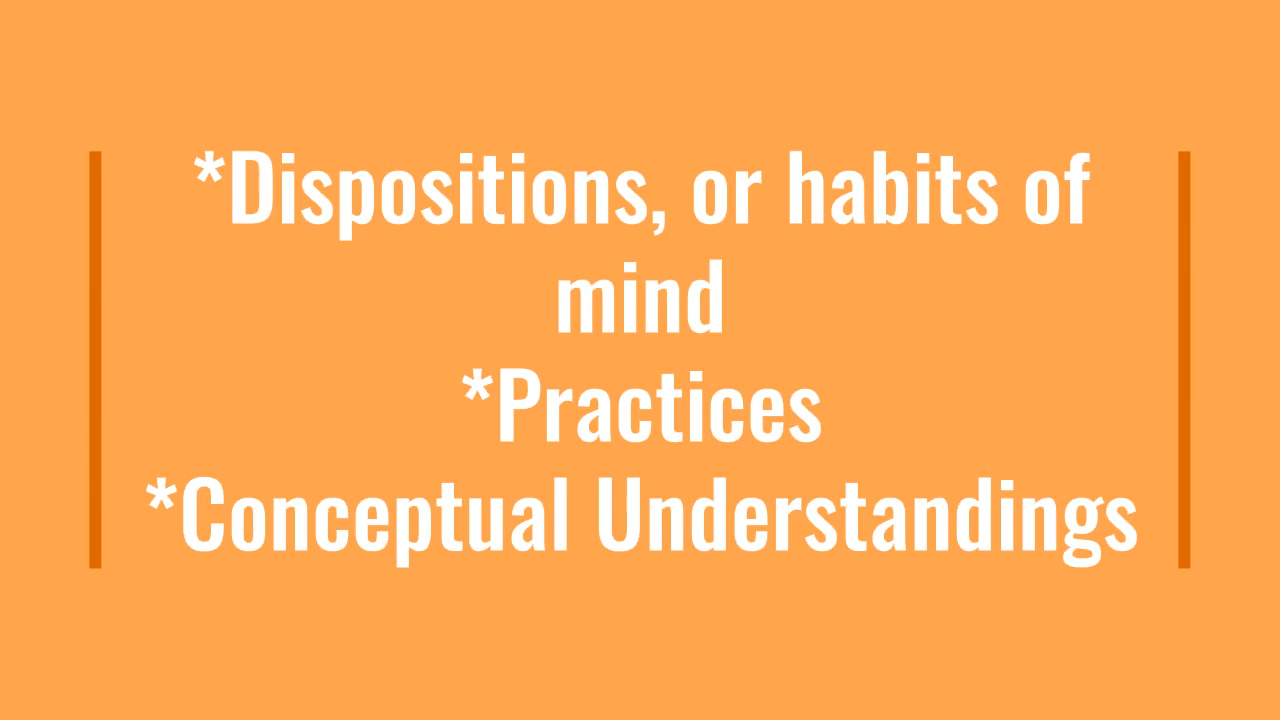 *Dispositions, or habits of
mind
*Practices
*Conceptual Understandings